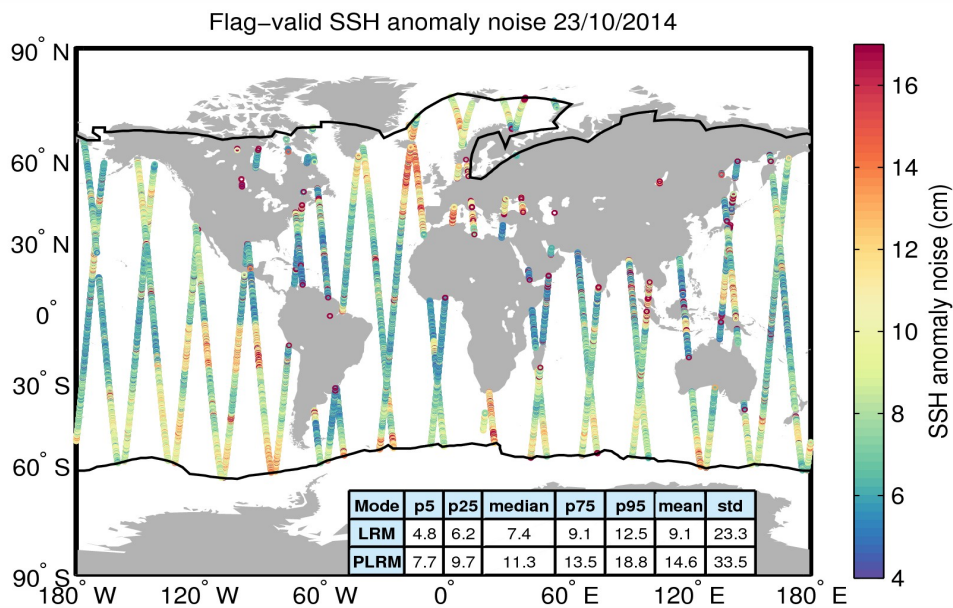 Flag−valid SSH anomaly noise 23/10/2014
90° N
60° N
30° N
0°
30° S
60° S
90° S
180° W
120° W
60° W
0°
60° E
120° E
180° E
16
14
12
10
8
6
4
SSH anomaly noise (cm)
Mode p5 p25 median p75 p95 mean std
LRM 4.8 6.2 7.4 9.1 12.5 9.1 23.3
PLRM 7.7 9.7 11.3 13.5 18.8 14.6 33.5